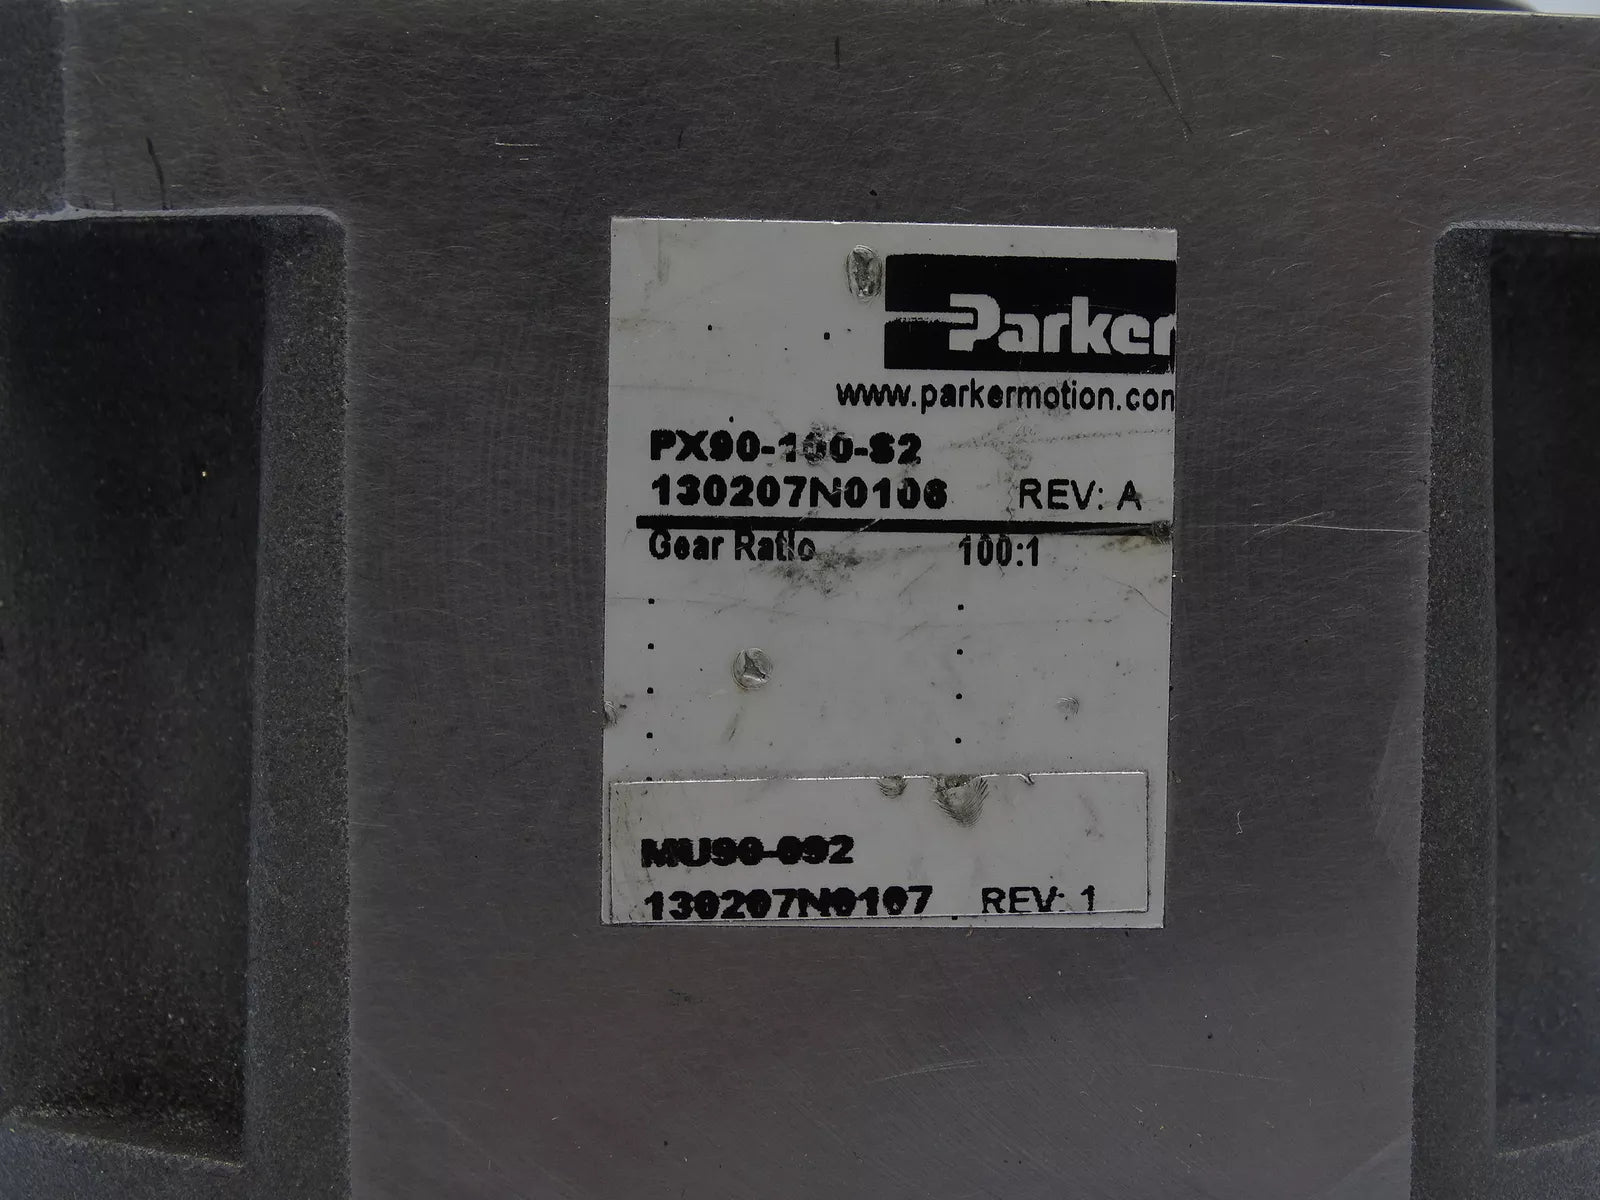 Parker
www.parkermotion.com
PX90-100-S2
130207N0106 REV: A
Gear Ratio 100:1
MU90-092
130207N0107 REV: 1